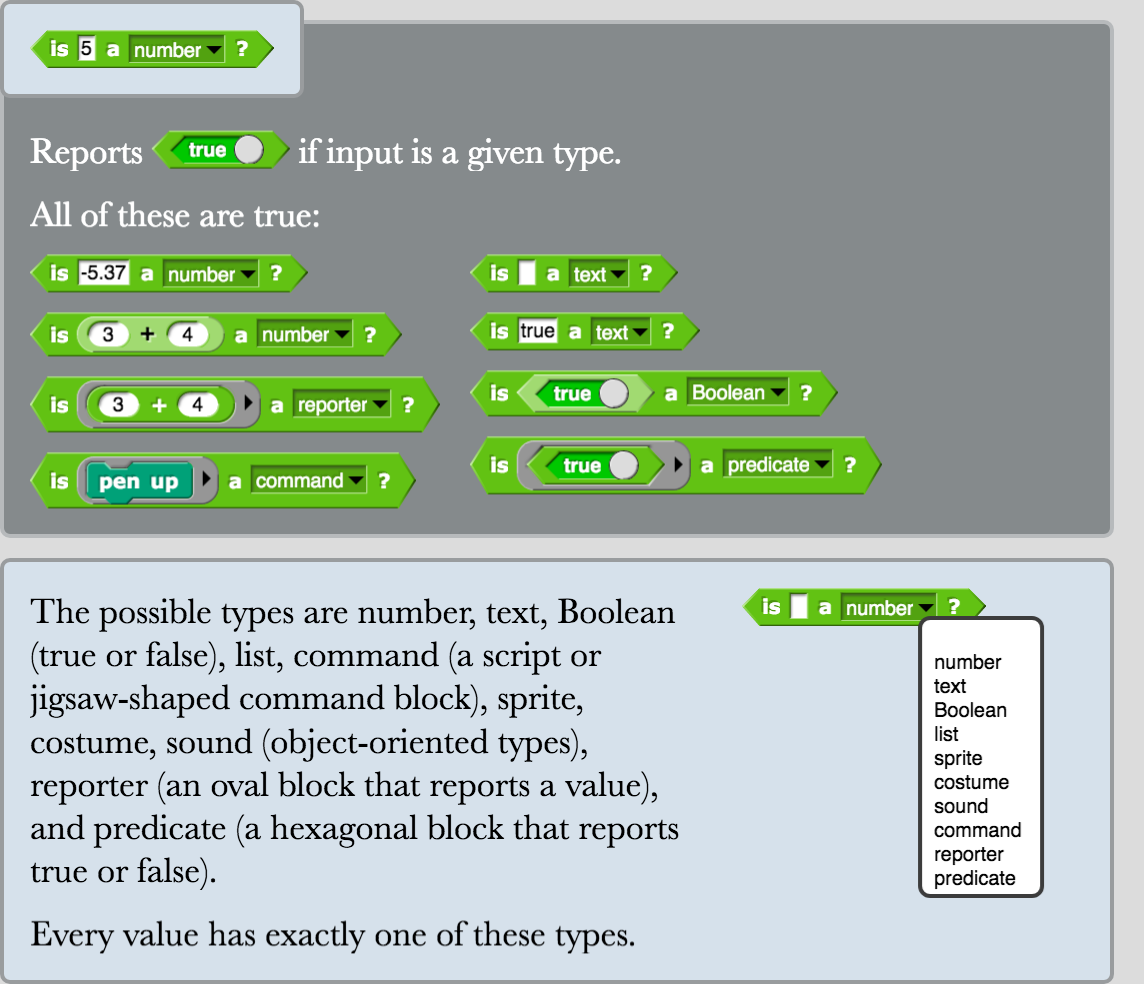 is 5 a number ?
Reports true if input is a given type.
All of these are true:
is -5.37 a number ?
is 3 + 4 a number ?
is 3 + 4 a reporter ?
is pen up a command ?
is a text ?
is true a text ?
is true a Boolean ?
is true a predicate ?
The possible types are number, text, Boolean
(true or false), list, command (a script or
jigsaw-shaped command block), sprite,
costume, sound (object-oriented types),
reporter (an oval block that reports a value),
and predicate (a hexagonal block that reports
true or false).
Every value has exactly one of these types.
is a number ?
number
text
Boolean
list
sprite
costume
sound
command
reporter
predicate